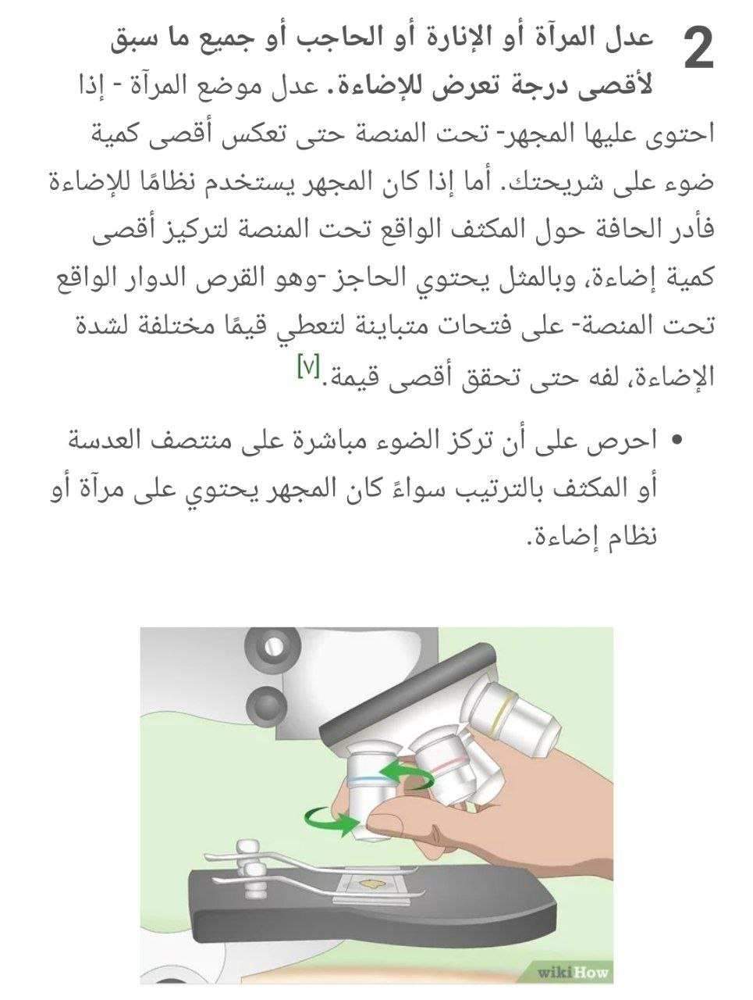 2
عدل المرآة أو الإنارة أو الحاجب أو جميع ما سبق
لأقصى درجة تعرض للإضاءة. عدل موضع المرآة - إذا
احتوى عليها المجهر- تحت المنصة حتى تعكس أقصى كمية
ضوء على شريحتك. أما إذا كان المجهر يستخدم نظامًا للإضاءة
فأدر الحافة حول المكثف الواقع تحت المنصة لتركيز أقصى
كمية إضاءة، وبالمثل يحتوي الحاجز -وهو القرص الدوار الواقع
تحت المنصة- على فتحات متباينة لتعطي قيمًا مختلفة لشدة
الإضاءة، لفه حتى تحقق أقصى قيمة.[٧]
• احرص على أن تركز الضوء مباشرة على منتصف العدسة
أو المكثف بالترتيب سواءً كان المجهر يحتوي على مرآة أو
نظام إضاءة.
wikiHow